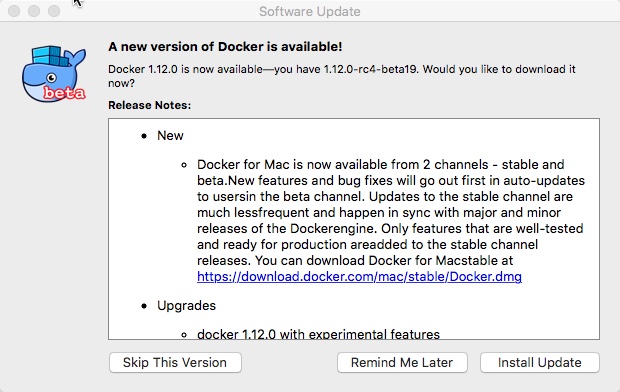 Software Update
A new version of Docker is available!
Docker 1.12.0 is now available—you have 1.12.0-rc4-beta19. Would you like to download it
now?
Release Notes:
beta
• New
◦ Docker for Mac is now available from 2 channels - stable and
beta.New features and bug fixes will go out first in auto-updates
to usersin the beta channel. Updates to the stable channel are
much lessfrequent and happen in sync with major and minor
releases of the Dockerengine. Only features that are well-tested
and ready for production areadded to the stable channel
releases. You can download Docker for Macstable at
https://download.docker.com/mac/stable/Docker.dmg
• Upgrades
◦ docker 1.12.0 with experimental features
Skip This Version
Remind Me Later
Install Update